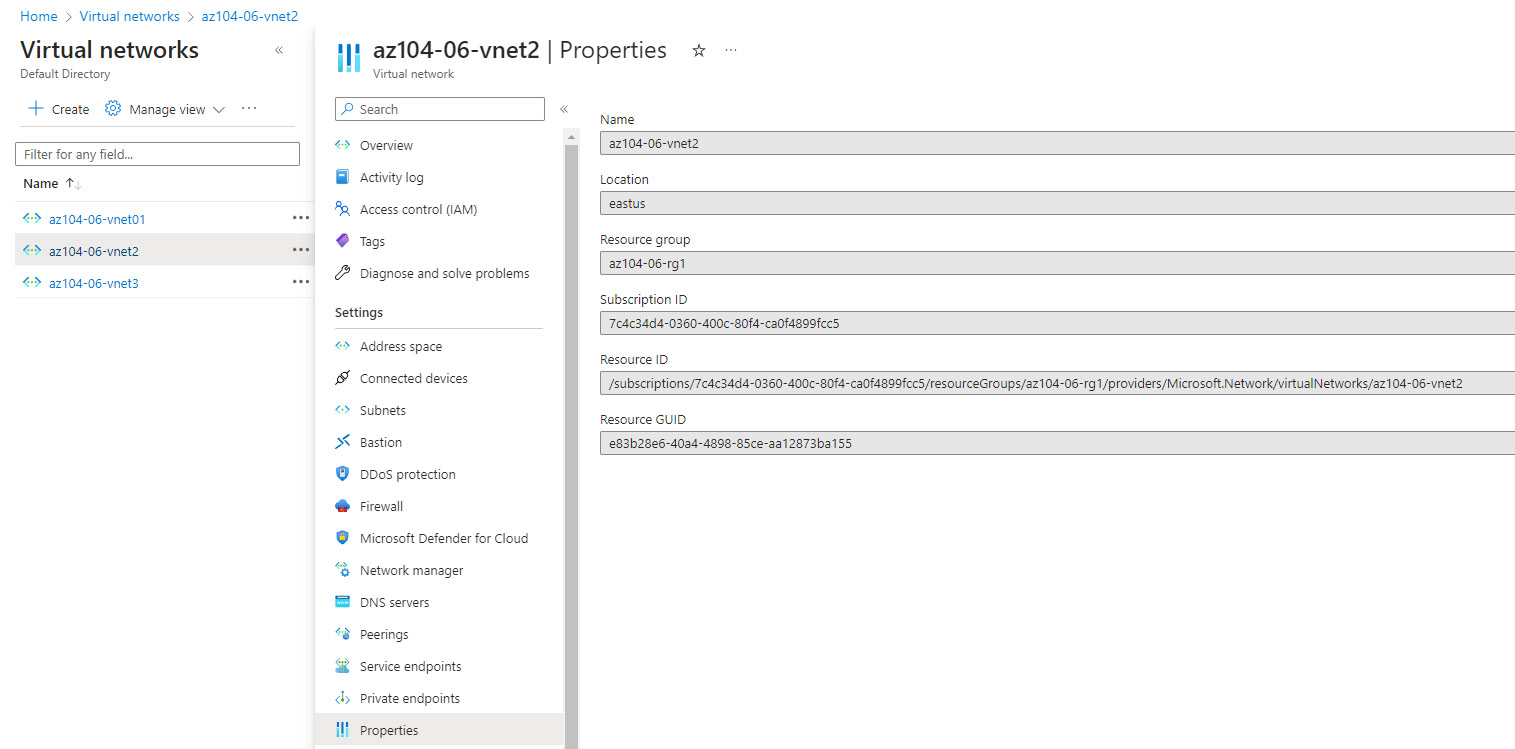 Home > Virtual networks > az104-06-vnet2
Virtual networks
«
Default Directory
Create
Manage view
···
Filter for any field...
Name ↑↓
az104-06-vnet01 ···
az104-06-vnet2 ···
az104-06-vnet3 ···
az104-06-vnet2 | Properties
···
Virtual network
Search
«
Overview
Activity log
Access control (IAM)
Tags
Diagnose and solve problems
Settings
Address space
Connected devices
Subnets
Bastion
DDoS protection
Firewall
Microsoft Defender for Cloud
Network manager
DNS servers
Peerings
Service endpoints
Private endpoints
Properties
Name
az104-06-vnet2
Location
eastus
Resource group
az104-06-rg1
Subscription ID
7c4c34d4-0360-400c-80f4-ca0f4899fcc5
Resource ID
/subscriptions/7c4c34d4-0360-400c-80f4-ca0f4899fcc5/resourceGroups/az104-06-rg1/providers/Microsoft.Network/virtualNetworks/az104-06-vnet2
Resource GUID
e83b28e6-40a4-4898-85ce-aa12873ba155